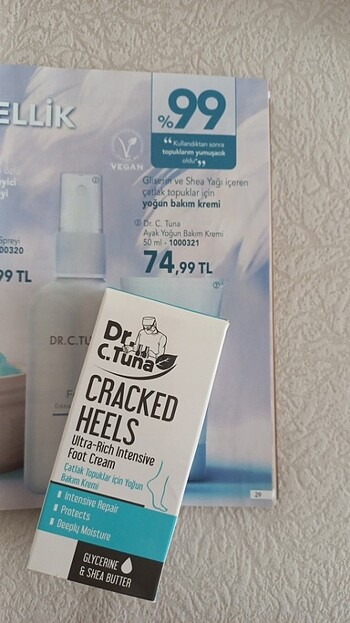 ELLİK
%99
"Kullandıktan sonra
topuklarım yumuşacık
oldu"
VEGAN
Gliserin ve Shea Yağı içeren
çatlak topuklar için
yoğun bakım kremi
Dr. C. Tuna
Ayak Yoğun Bakım Kremi
50 ml - 1000321
74,99 TL
99 TL
DR.C.TU
29
Dr.
C.Tuna
CRACKED
HEELS
Ultra-Rich Intensive
Foot Cream
Çatlak Topuklar için Yoğun
Bakım Kremi
Intensive Repair
Protects
Deeply Moisture
GLYCERINE
& SHEA BUTTER